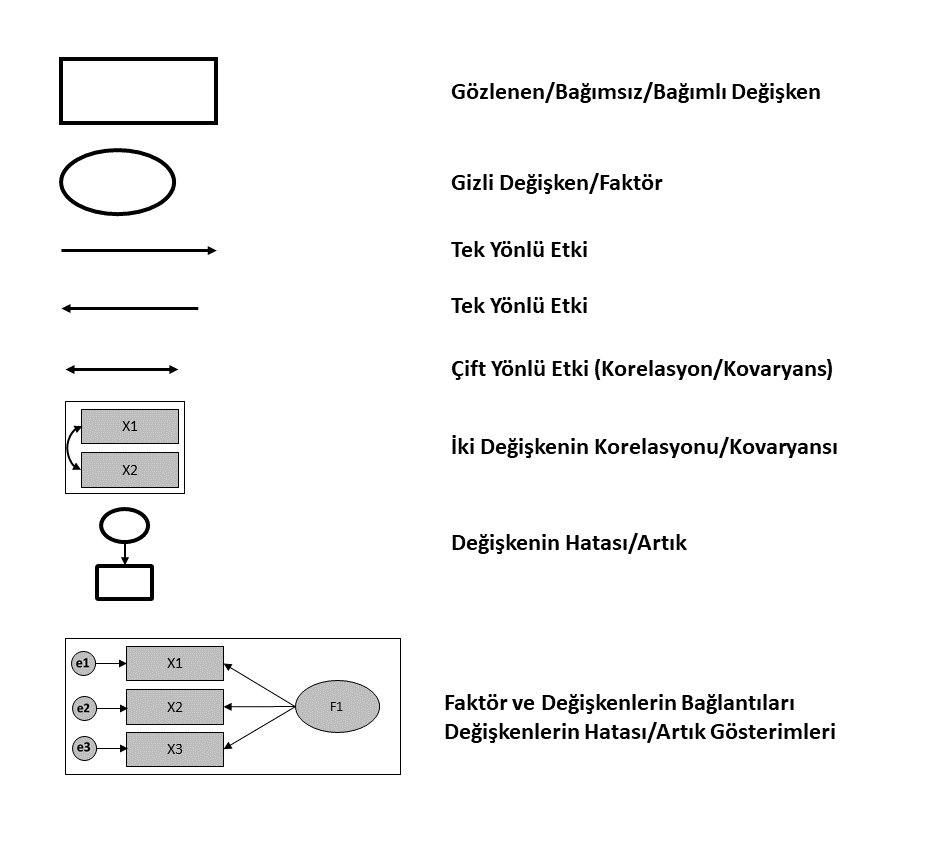 Gözlenen/Bağımsız/Bağımlı Değişken
Gizli Değişken/Faktör
Tek Yönlü Etki
Tek Yönlü Etki
Çift Yönlü Etki (Korelasyon/Kovaryans)
X1
X2
İki Değişkenin Korelasyonu/Kovaryansı
Değişkenin Hatası/Artık
e1
X1
e2
X2
F1
e3
X3
Faktör ve Değişkenlerin Bağlantıları
Değişkenlerin Hatası/Artık Gösterimleri